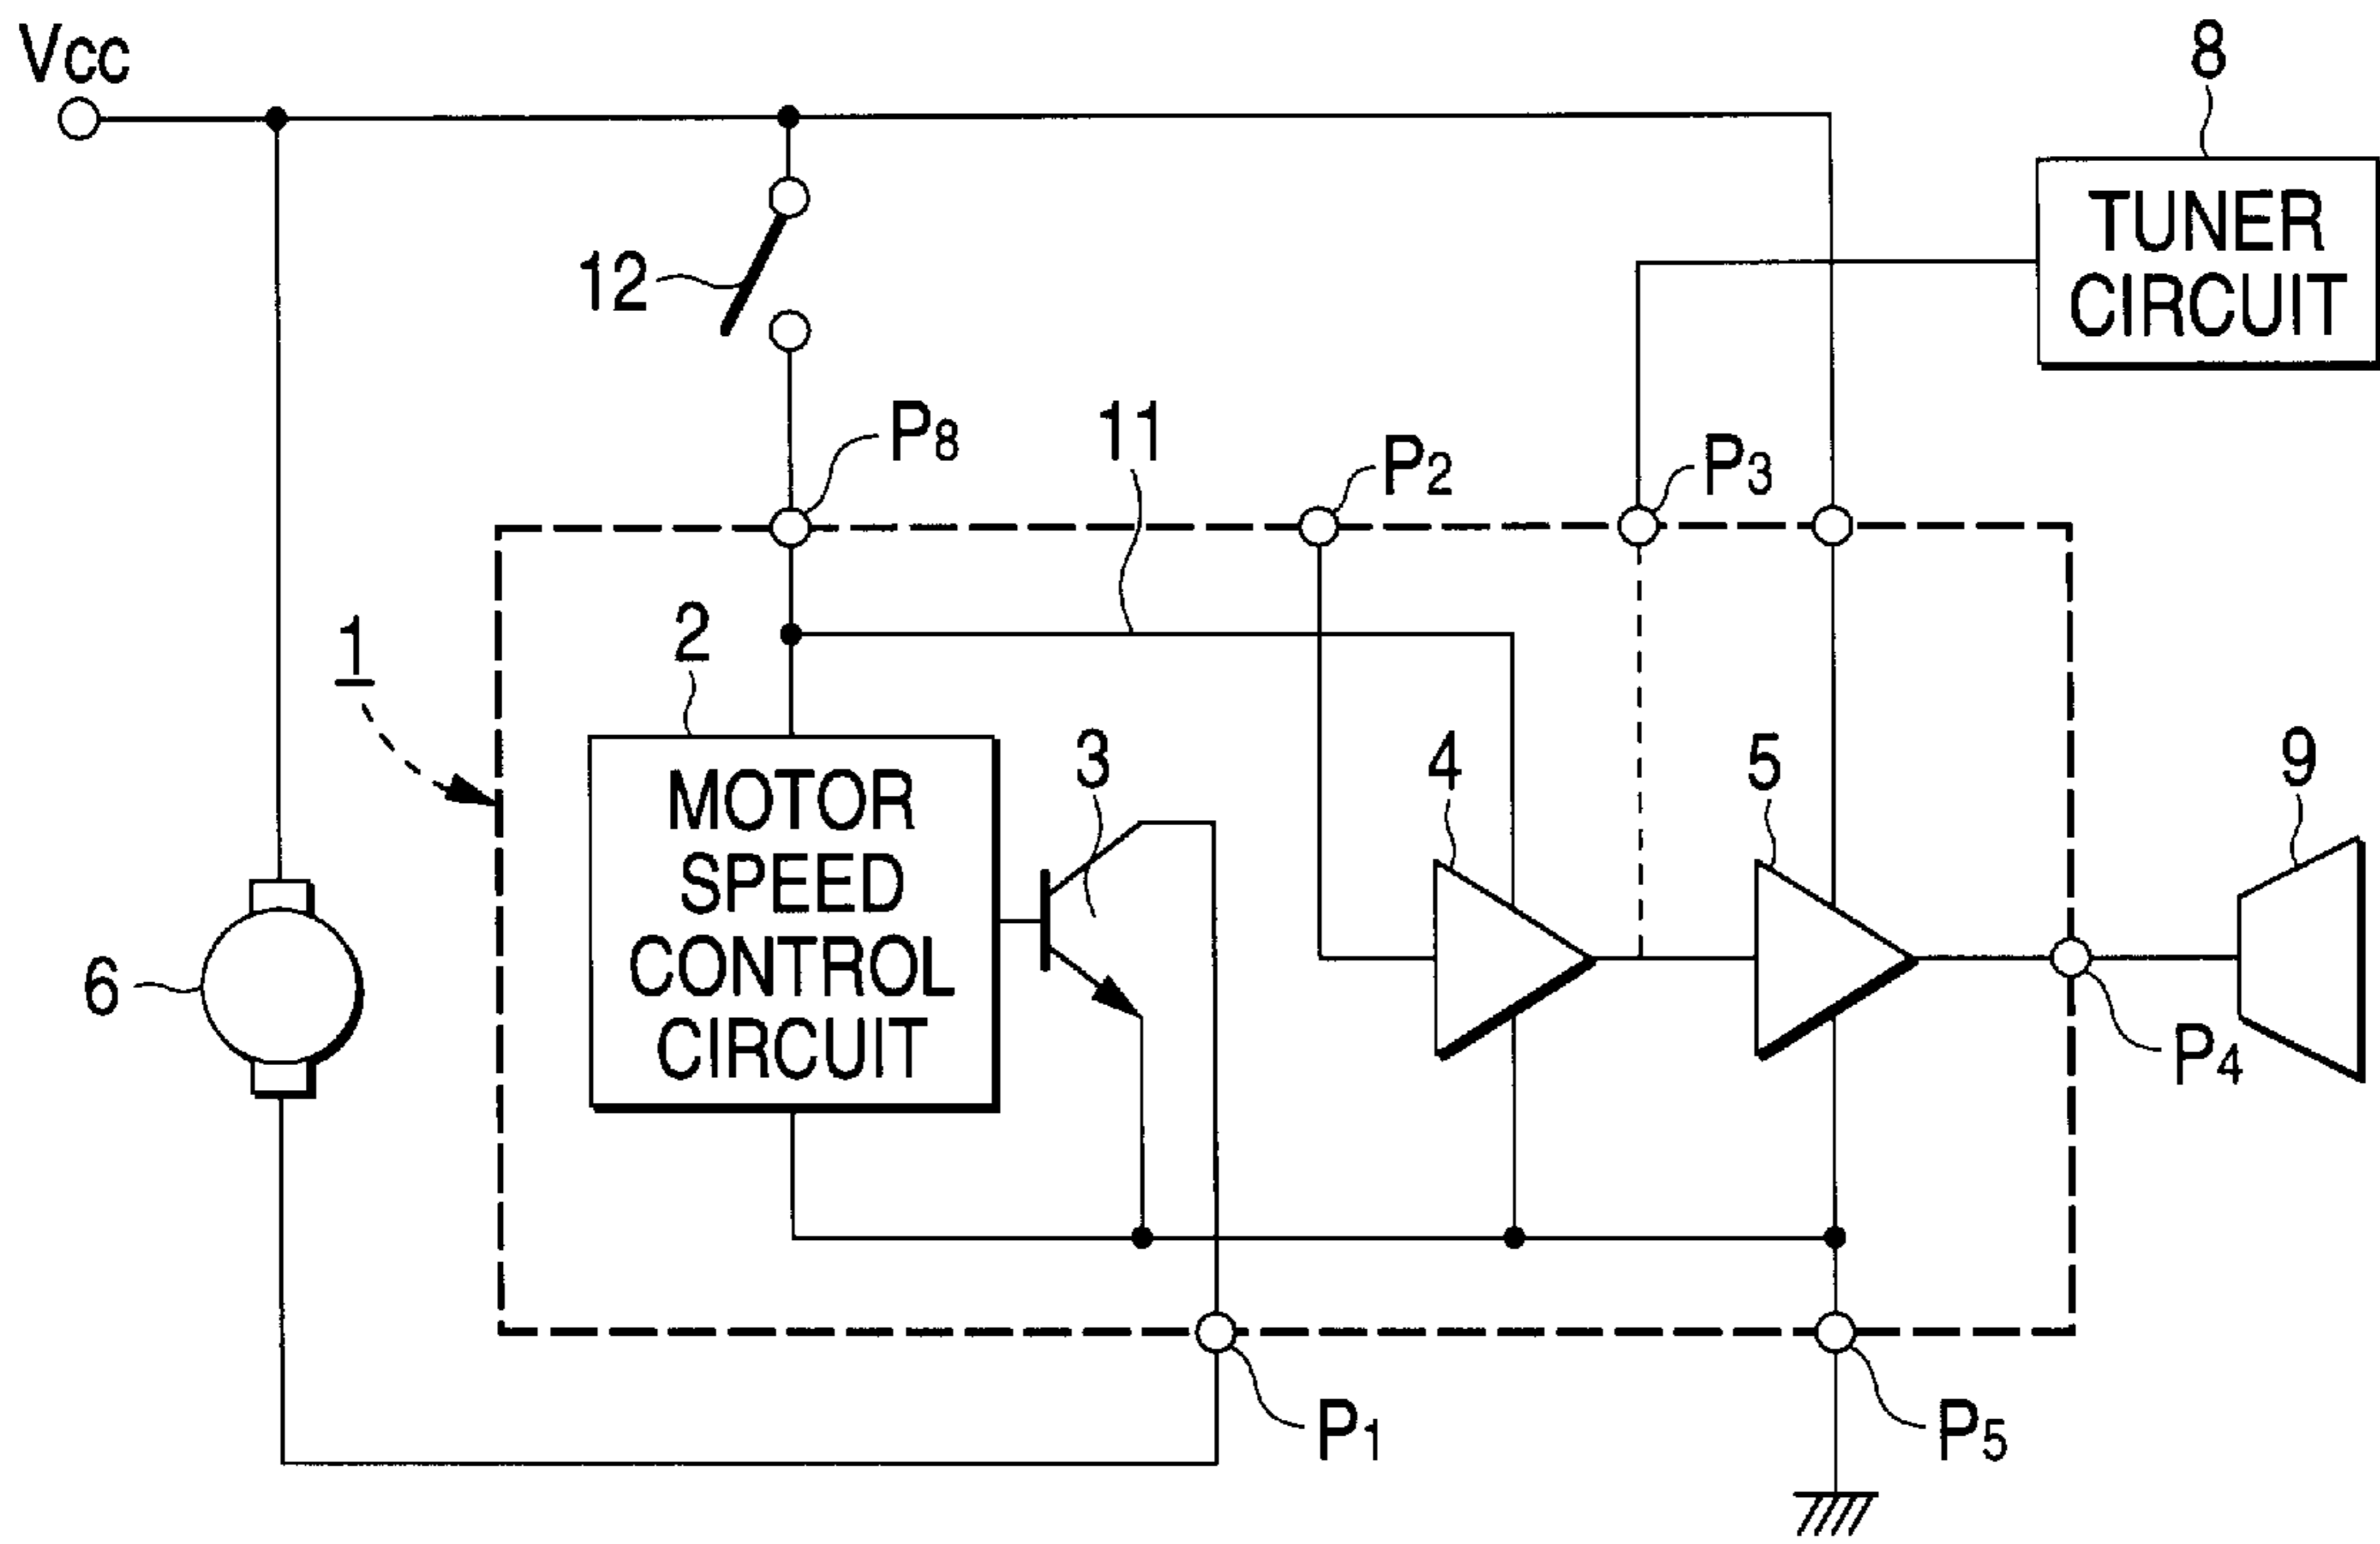 Vcc
8
TUNER
CIRCUIT
12
P8
11
P2
P3
1
2
3
4
5
9
MOTOR
SPEED
CONTROL
CIRCUIT
6
P4
P1
P5